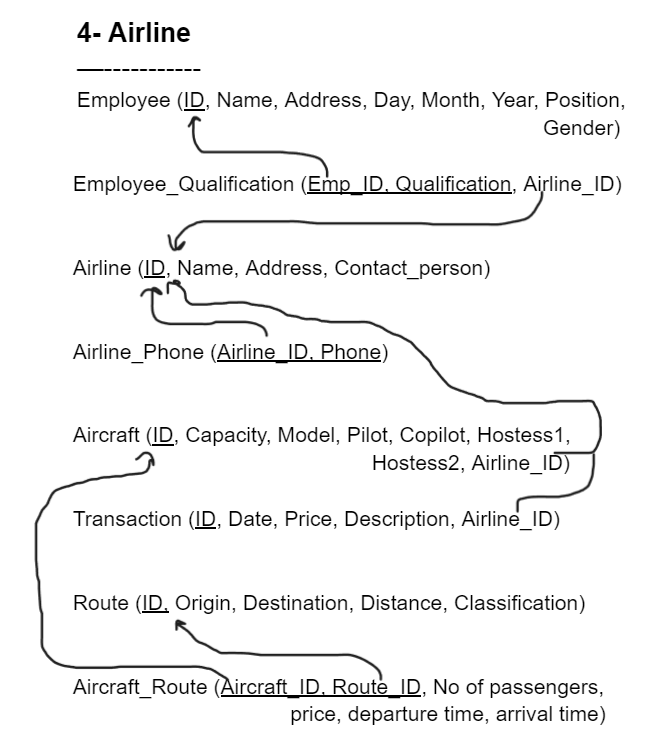 4- Airline
------------
Employee (ID, Name, Address, Day, Month, Year, Position,
Gender)
Employee_Qualification (Emp_ID, Qualification, Airline_ID)
Airline (ID, Name, Address, Contact_person)
Airline_Phone (Airline_ID, Phone)
Aircraft (ID, Capacity, Model, Pilot, Copilot, Hostess1,
Hostess2, Airline_ID)
Transaction (ID, Date, Price, Description, Airline_ID)
Route (ID, Origin, Destination, Distance, Classification)
Aircraft_Route (Aircraft_ID, Route_ID, No of passengers,
price, departure time, arrival time)